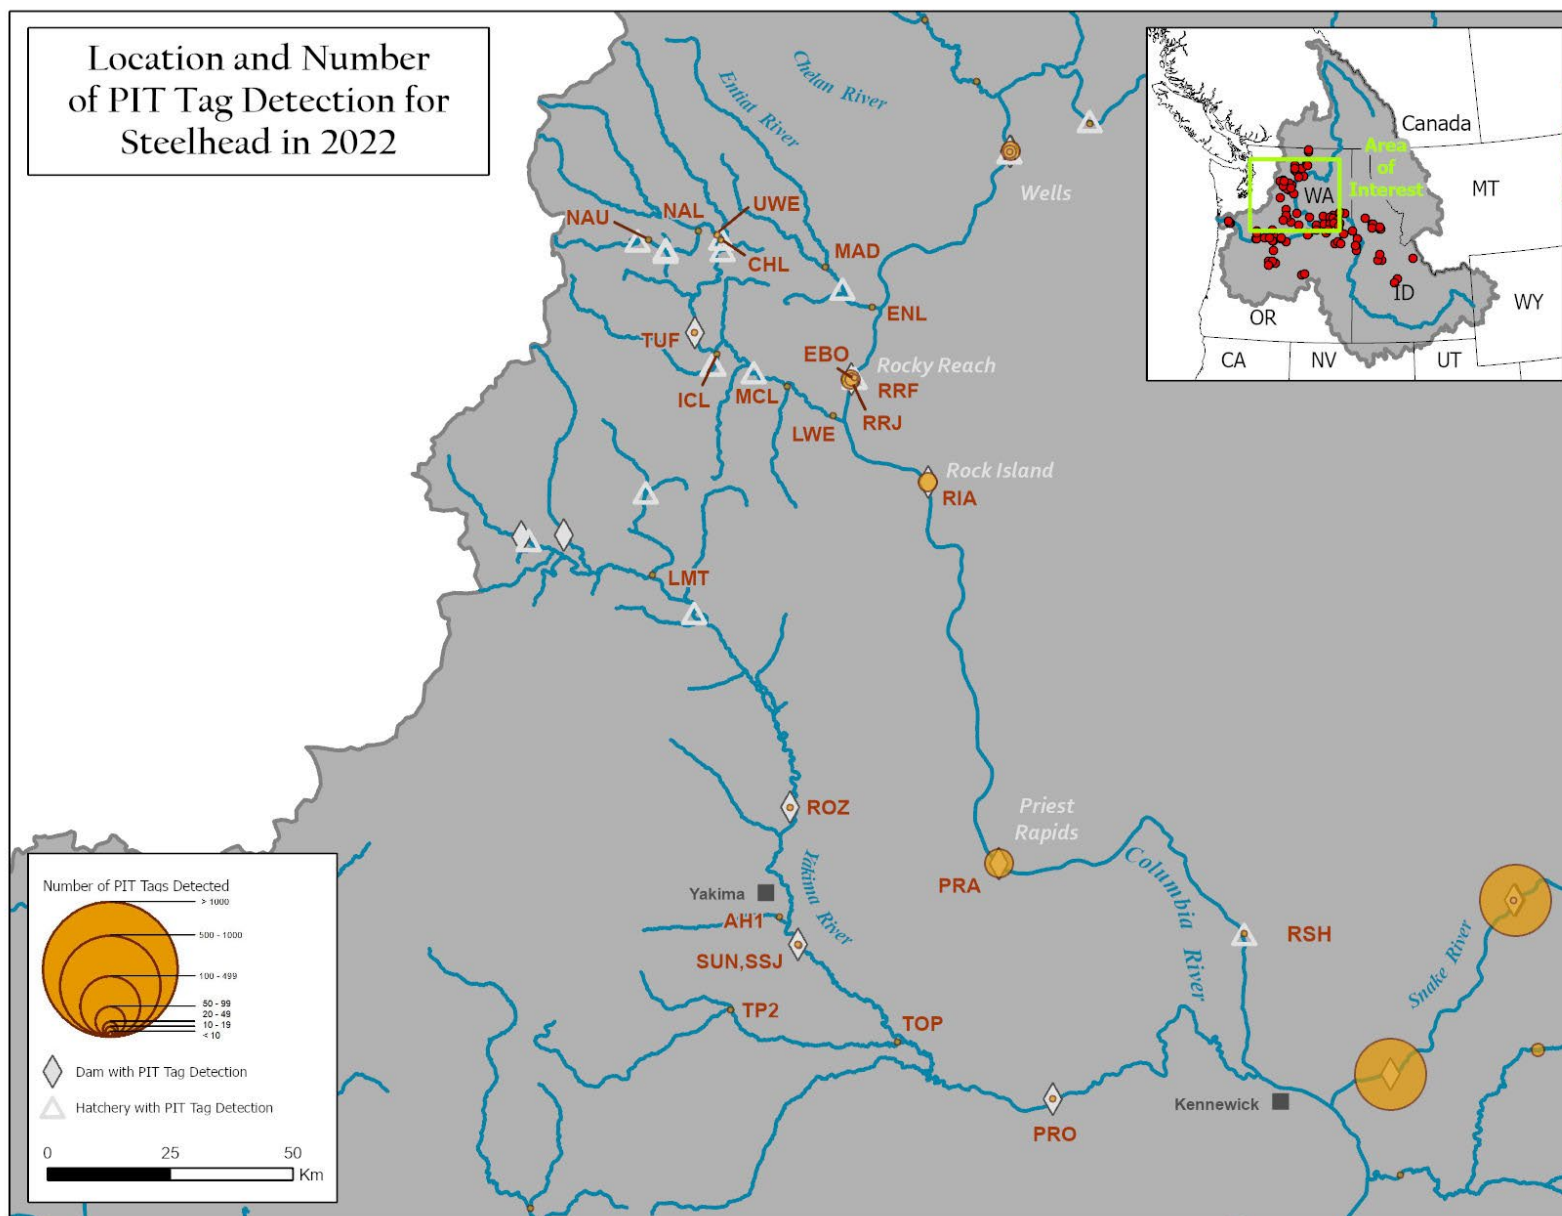 Location and Number
of PIT Tag Detection for
Steelhead in 2022
Entiat River
Chelan River
Wells
Canada
Area
of
Interest
WA
MT
ID
OR
WY
CA
NV
UT
NAU
NAL
UWE
CHL
MAD
ENL
TUF
EBO
Rocky Reach
RRF
ICL
MCL
RRJ
LWE
Rock Island
RIA
LMT
ROZ
Priest
Rapids
PRA
Yakima
Yakima River
AH1
SUN,SSJ
Columbia
River
RSH
Snake River
TP2
TOP
Kennewick
PRO
Number of PIT Tags Detected
> 1000
500 - 1000
100 - 499
50 - 99
20 - 49
10 - 19
< 10
Dam with PIT Tag Detection
Hatchery with PIT Tag Detection
0 25 50
Km